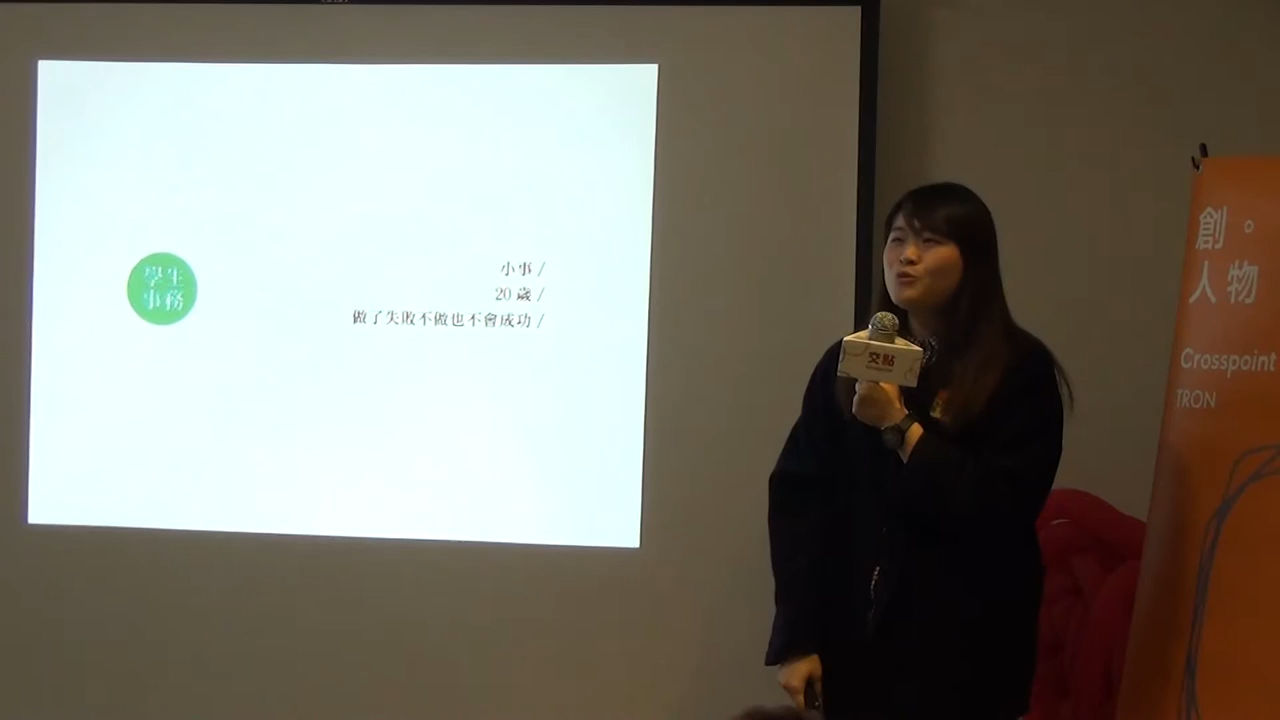 學生
事務
小事 /
20 歲 /
做了失敗不做也不會成功 /
交點
創。
人物
Crosspoint
TRON